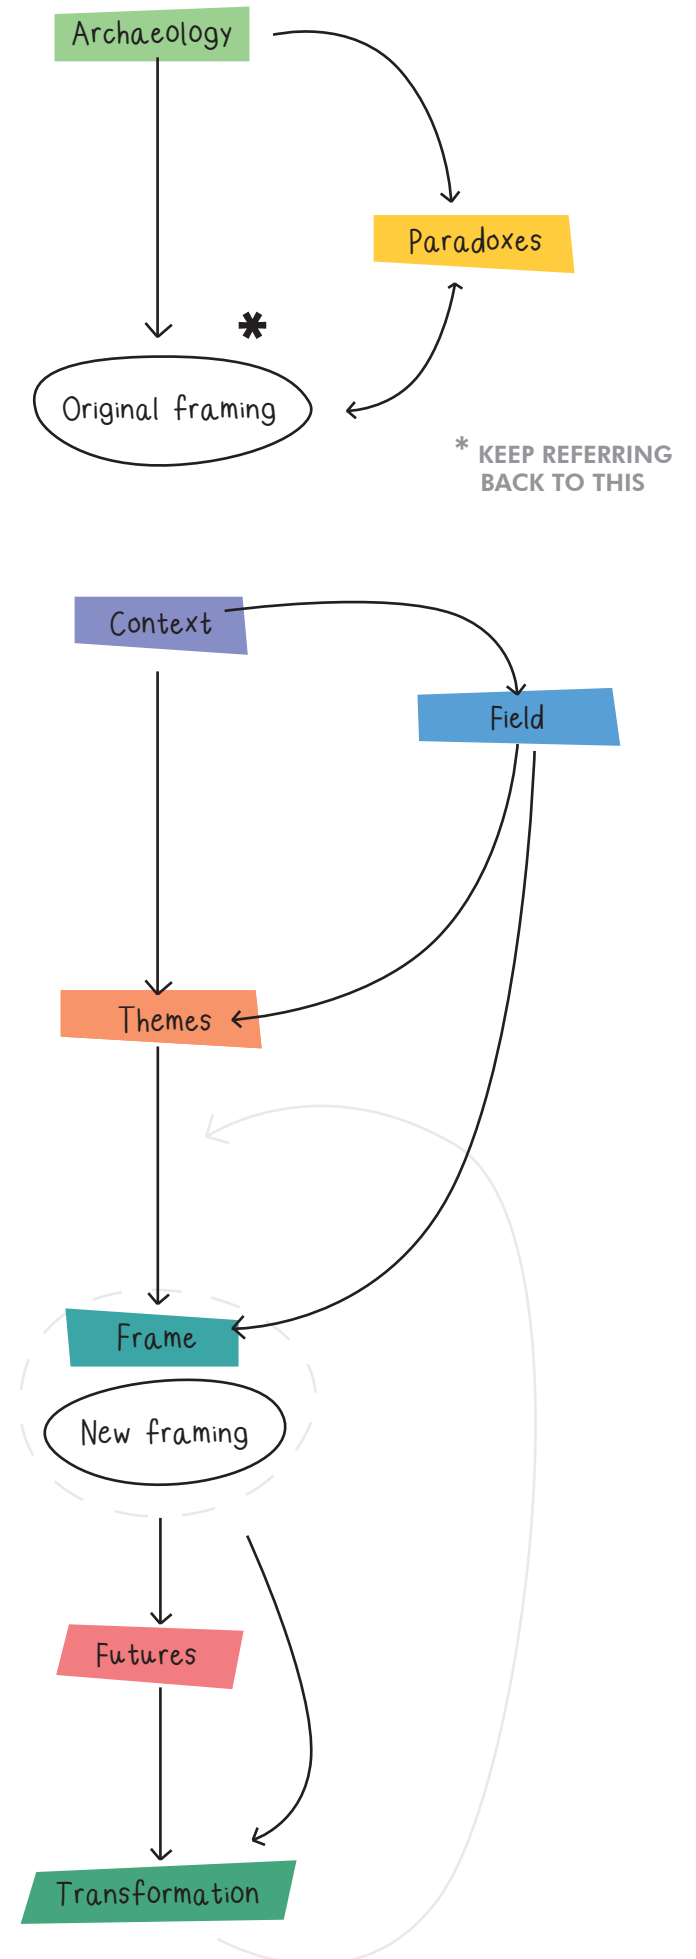 Archaeology
Paradoxes
*
Original framing
* KEEP REFERRING
BACK TO THIS
Context
Field
Themes
Frame
New framing
Futures
Transformation